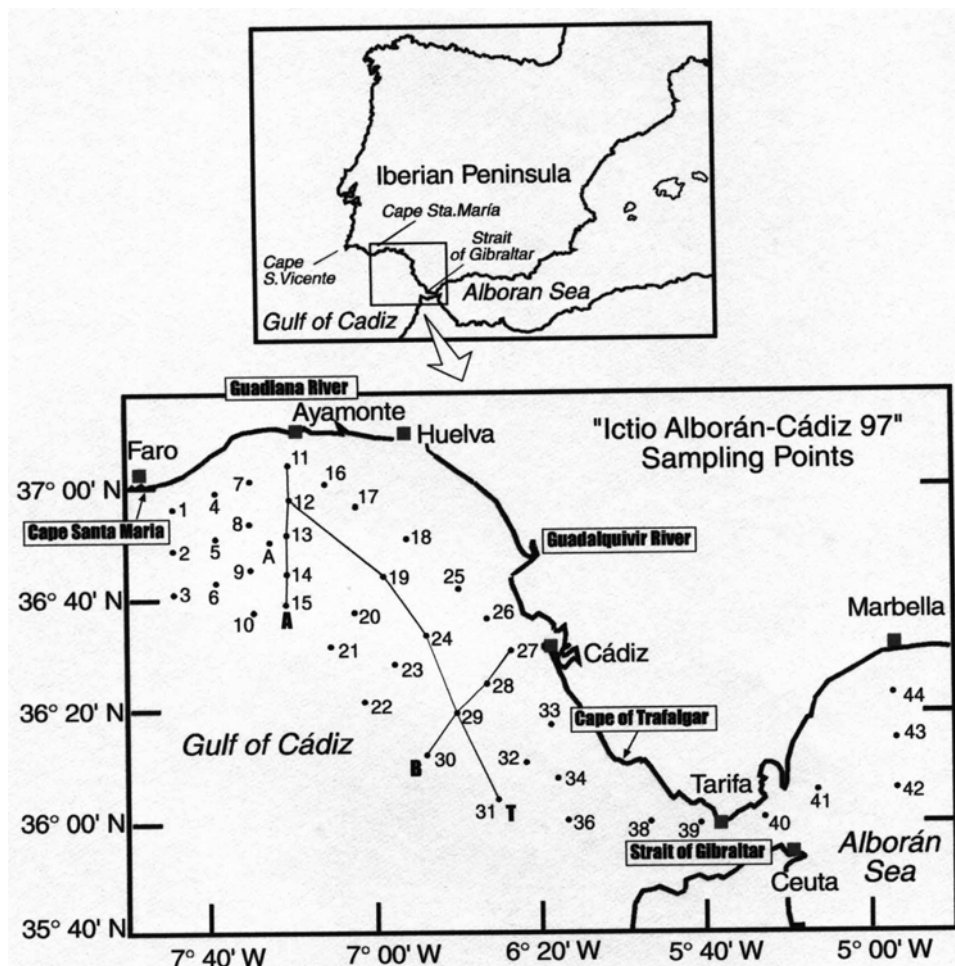 Iberian Peninsula
Cape Sta.María
Strait
of Gibraltar
Cape
S.Vicente
Alboran Sea
Gulf of Cadiz
Guadiana River
Ayamonte
Huelva
"Ictio Alborán-Cádiz 97"
Sampling Points
Faro
37° 00' N
Cape Santa Maria
11
16
7
4
12
17
1
8
13
18
Guadalquivir River
2
5
A
9
14
19
25
36° 40' N
3
6
15
10
A
20
26
Marbella
24
21
27
Cádiz
23
28
44
36° 20' N
22
29
33
Cape of Trafalgar
43
Gulf of Cádiz
B
30
32
34
Tarifa
42
31
T
41
36° 00' N
36
38
39
40
Strait of Gibraltar
Alborán
Sea
Ceuta
35° 40' N
7° 40' W
7° 00' W
6° 20' W
5° 40' W
5° 00' W